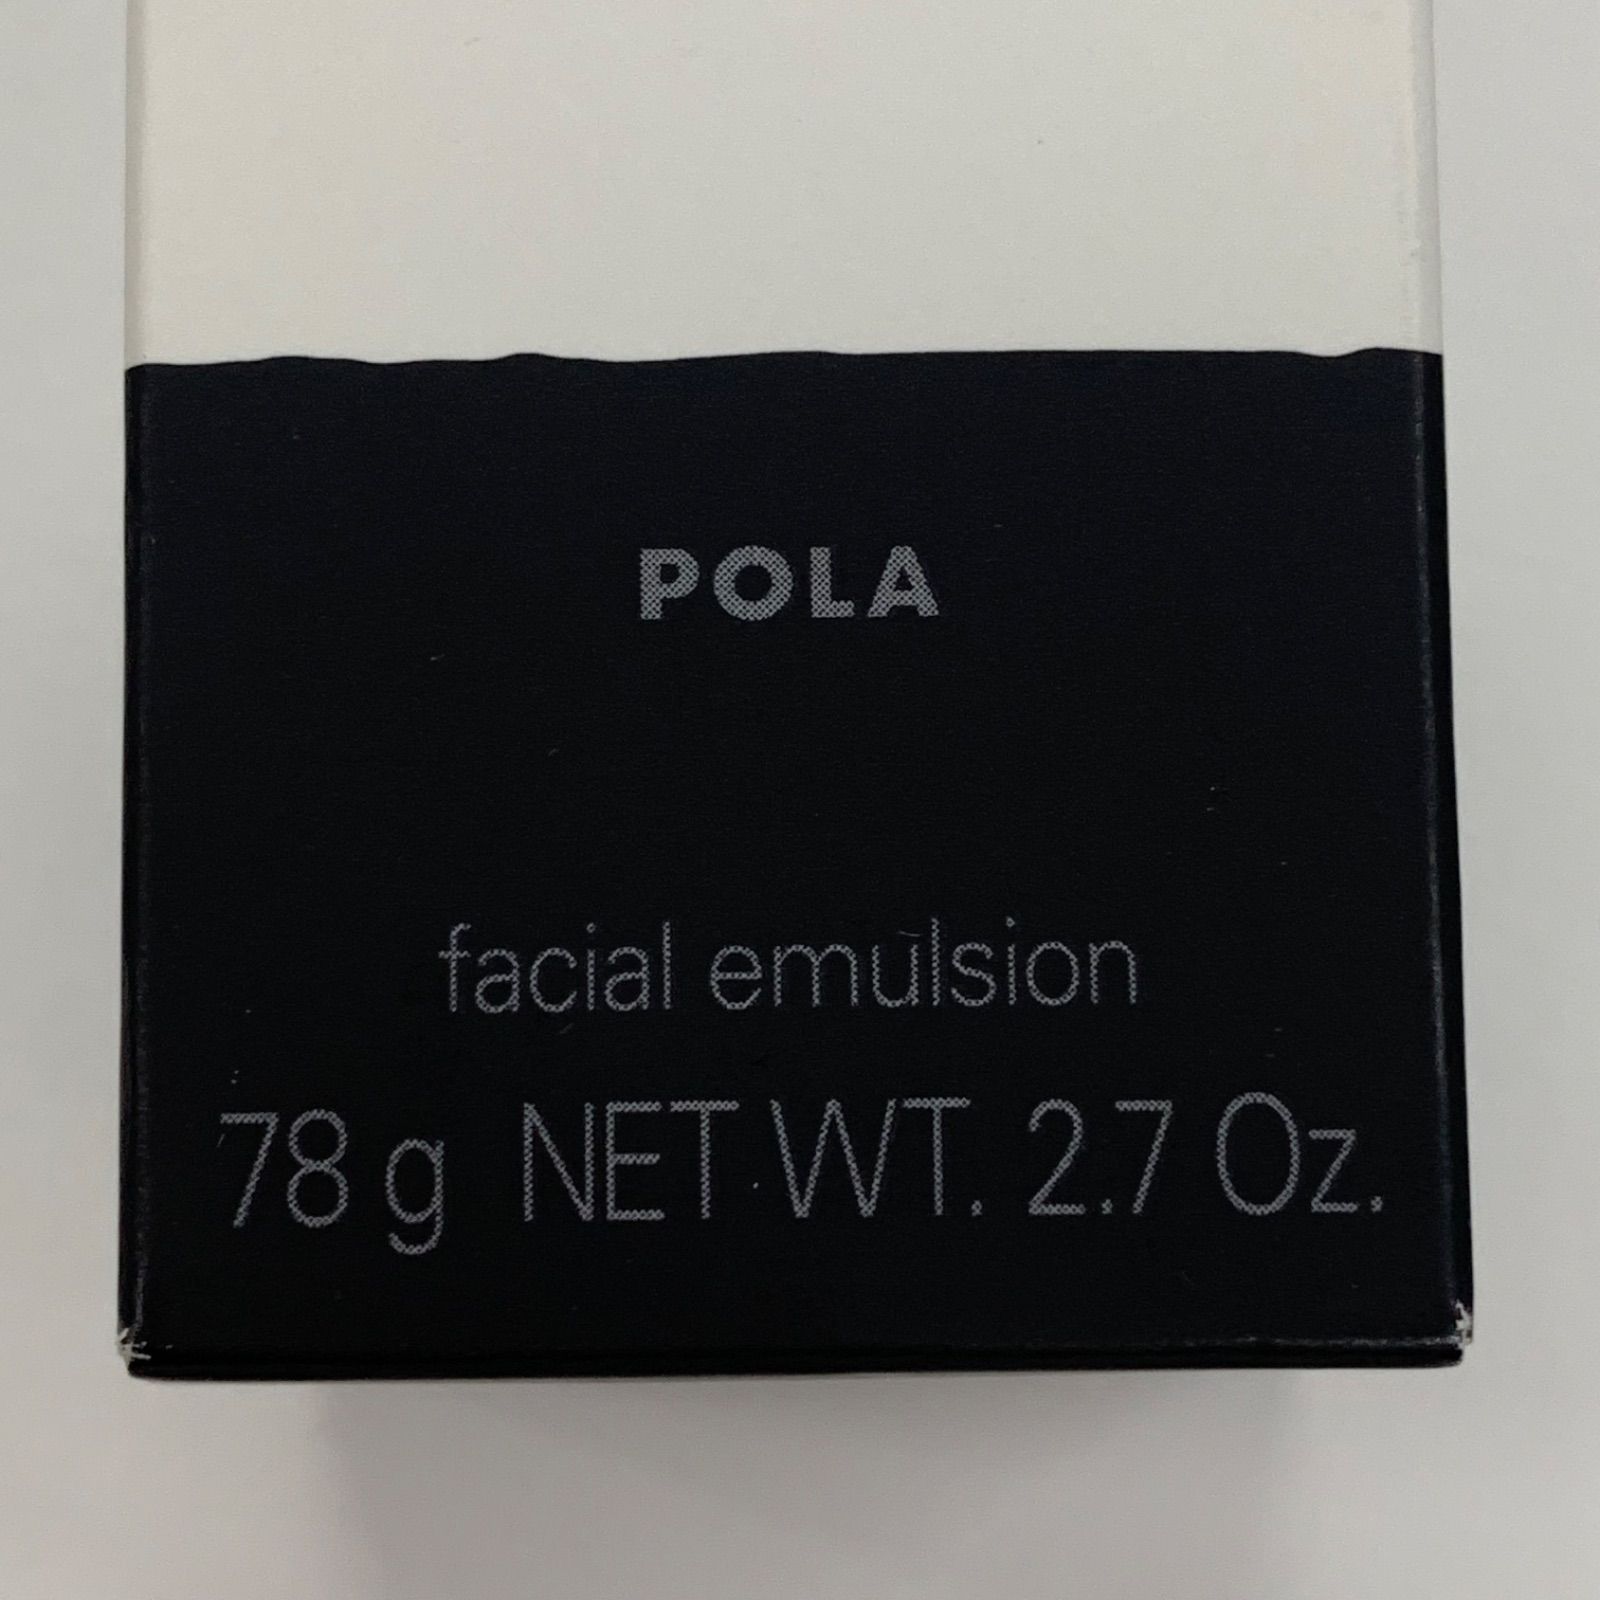 POLA
facial emulsion
78 g NET WT. 2.7 Oz.